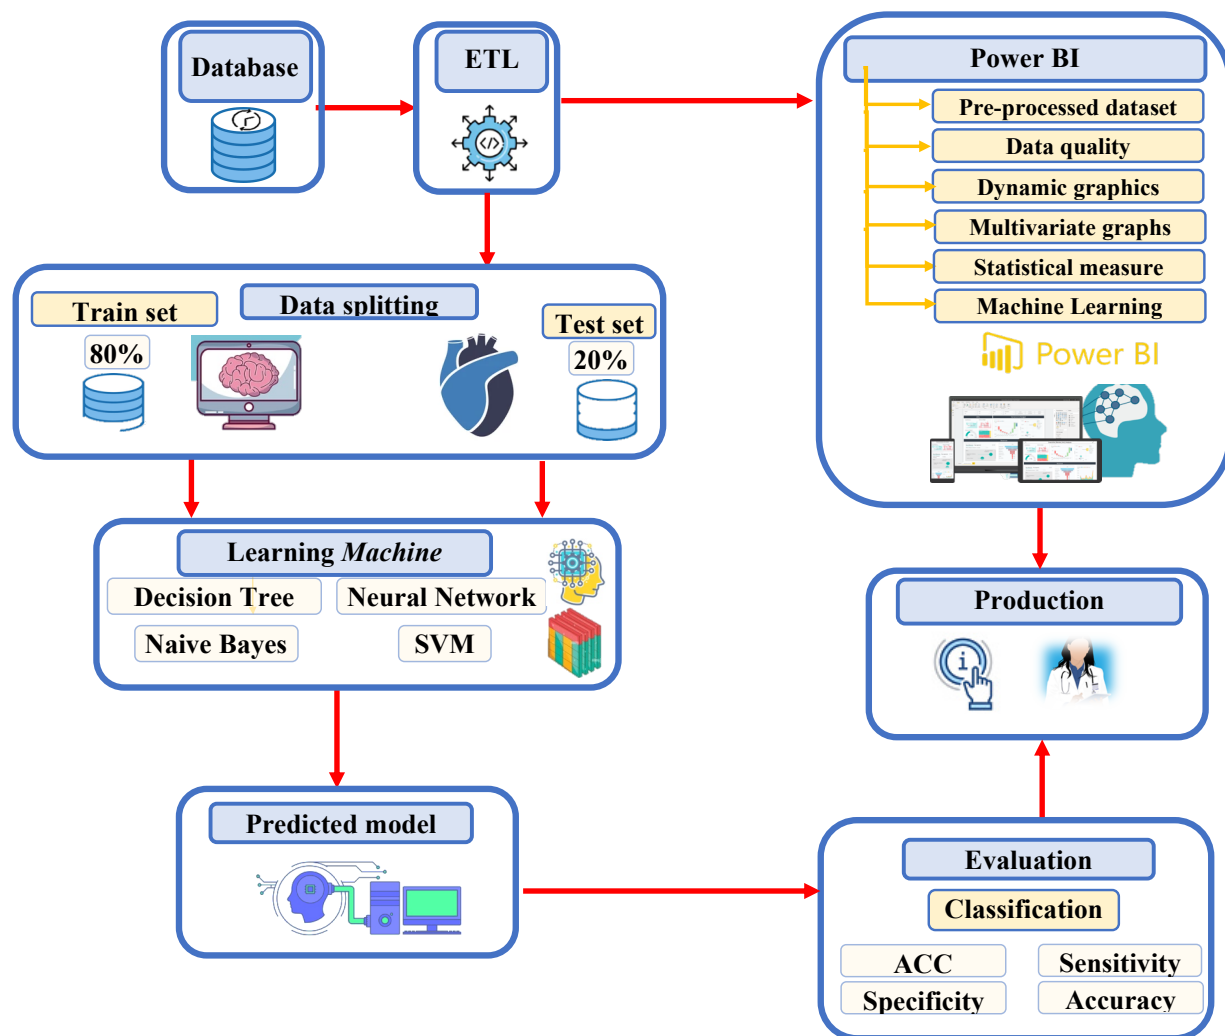 Database
ETL
Power BI
Pre-processed dataset
Data quality
Dynamic graphics
Multivariate graphs
Statistical measure
Machine Learning
Power BI
Data splitting
Train set
80%
Test set
20%
Learning Machine
Decision Tree
Neural Network
Naive Bayes
SVM
Production
Predicted model
Evaluation
Classification
ACC
Sensitivity
Specificity
Accuracy